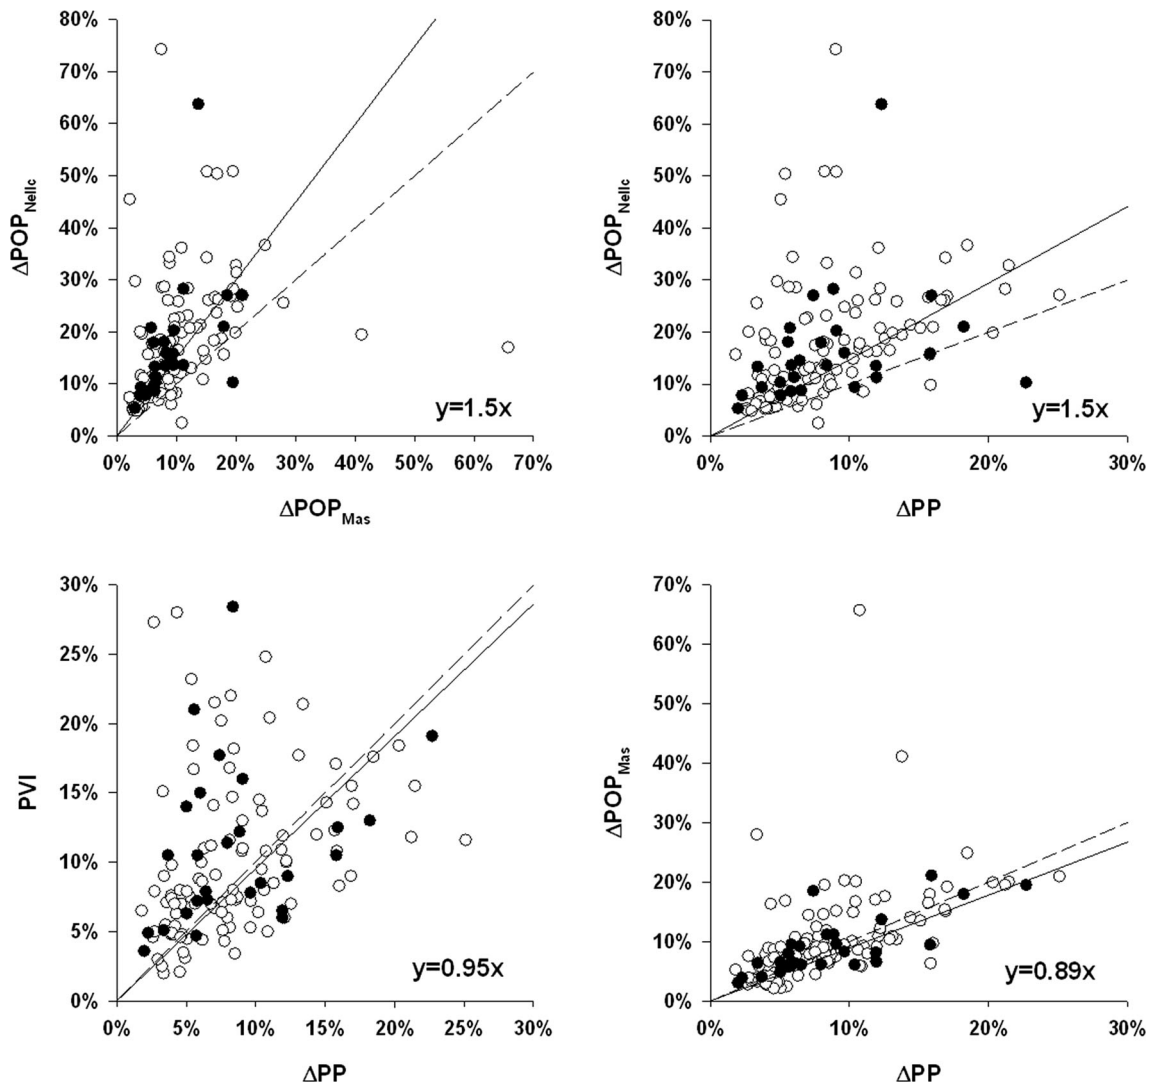 80%
70%
60%
50%
40%
30%
20%
10%
0%
ΔPOPNellc
y=1.5x
0% 10% 20% 30% 40% 50% 60% 70%
ΔPOPMas
80%
70%
60%
50%
40%
30%
20%
10%
0%
ΔPOPNellc
y=1.5x
0% 10% 20% 30%
ΔPP
30%
25%
20%
15%
10%
5%
0%
PVI
y=0.95x
0% 5% 10% 15% 20% 25% 30%
ΔPP
70%
60%
50%
40%
30%
20%
10%
0%
ΔPOPMas
y=0.89x
0% 10% 20% 30%
ΔPP